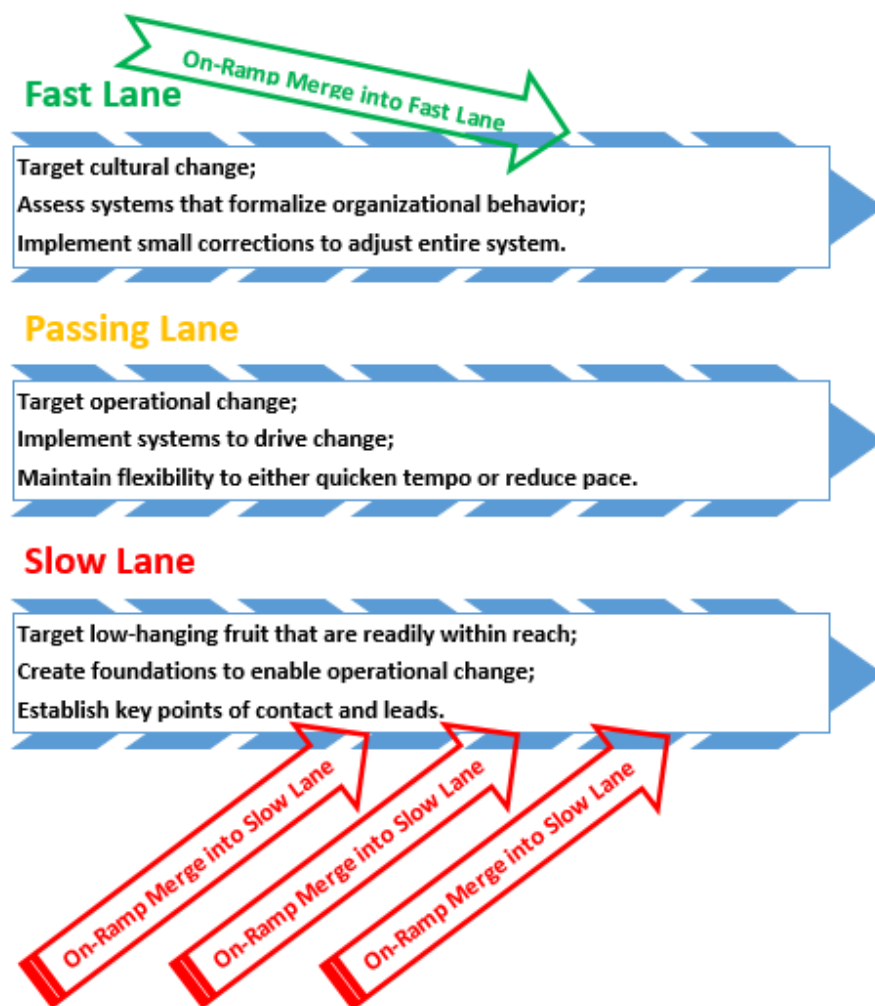 On-Ramp Merge into Fast Lane
Fast Lane
Target cultural change;
Assess systems that formalize organizational behavior;
Implement small corrections to adjust entire system.
Passing Lane
Target operational change;
Implement systems to drive change;
Maintain flexibility to either quicken tempo or reduce pace.
Slow Lane
Target low-hanging fruit that are readily within reach;
Create foundations to enable operational change;
Establish key points of contact and leads.
On-Ramp Merge into Slow Lane
On-Ramp Merge into Slow Lane
On-Ramp Merge into Slow Lane